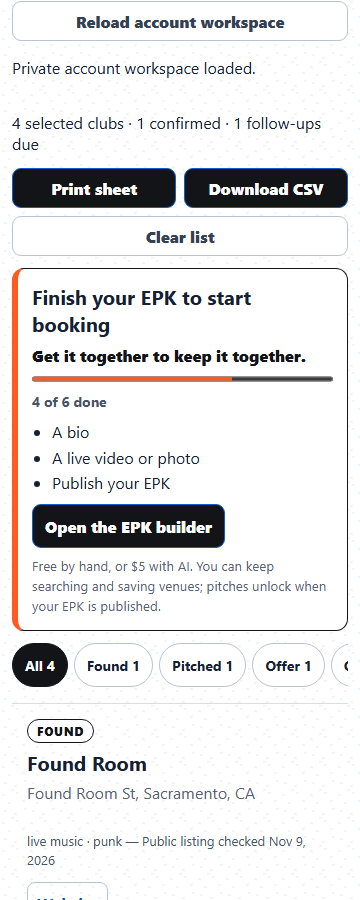 Reload account workspace
Private account workspace loaded.
4 selected clubs · 1 confirmed · 1 follow-ups
due
Print sheet
Download CSV
Clear list
Finish your EPK to start
booking
Get it together to keep it together.
4 of 6 done
• A bio
• A live video or photo
• Publish your EPK
Open the EPK builder
Free by hand, or $5 with AI. You can keep
searching and saving venues; pitches unlock when
your EPK is published.
All 4
Found 1
Pitched 1
Offer 1
FOUND
Found Room
Found Room St, Sacramento, CA
live music · punk — Public listing checked Nov 9,
2026